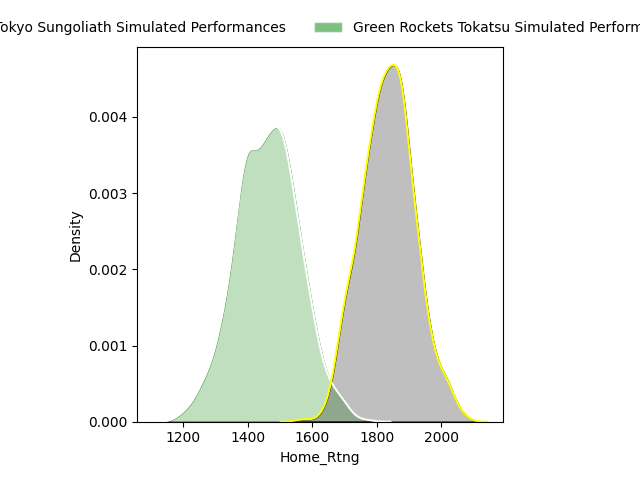 Tokyo Sungoliath Simulated Performances Green Rockets Tokatsu Simulated Perform
0.004
0.003
0.002
0.001
0.000
Density
1200 1400 1600 1800 2000
Home_Rtng